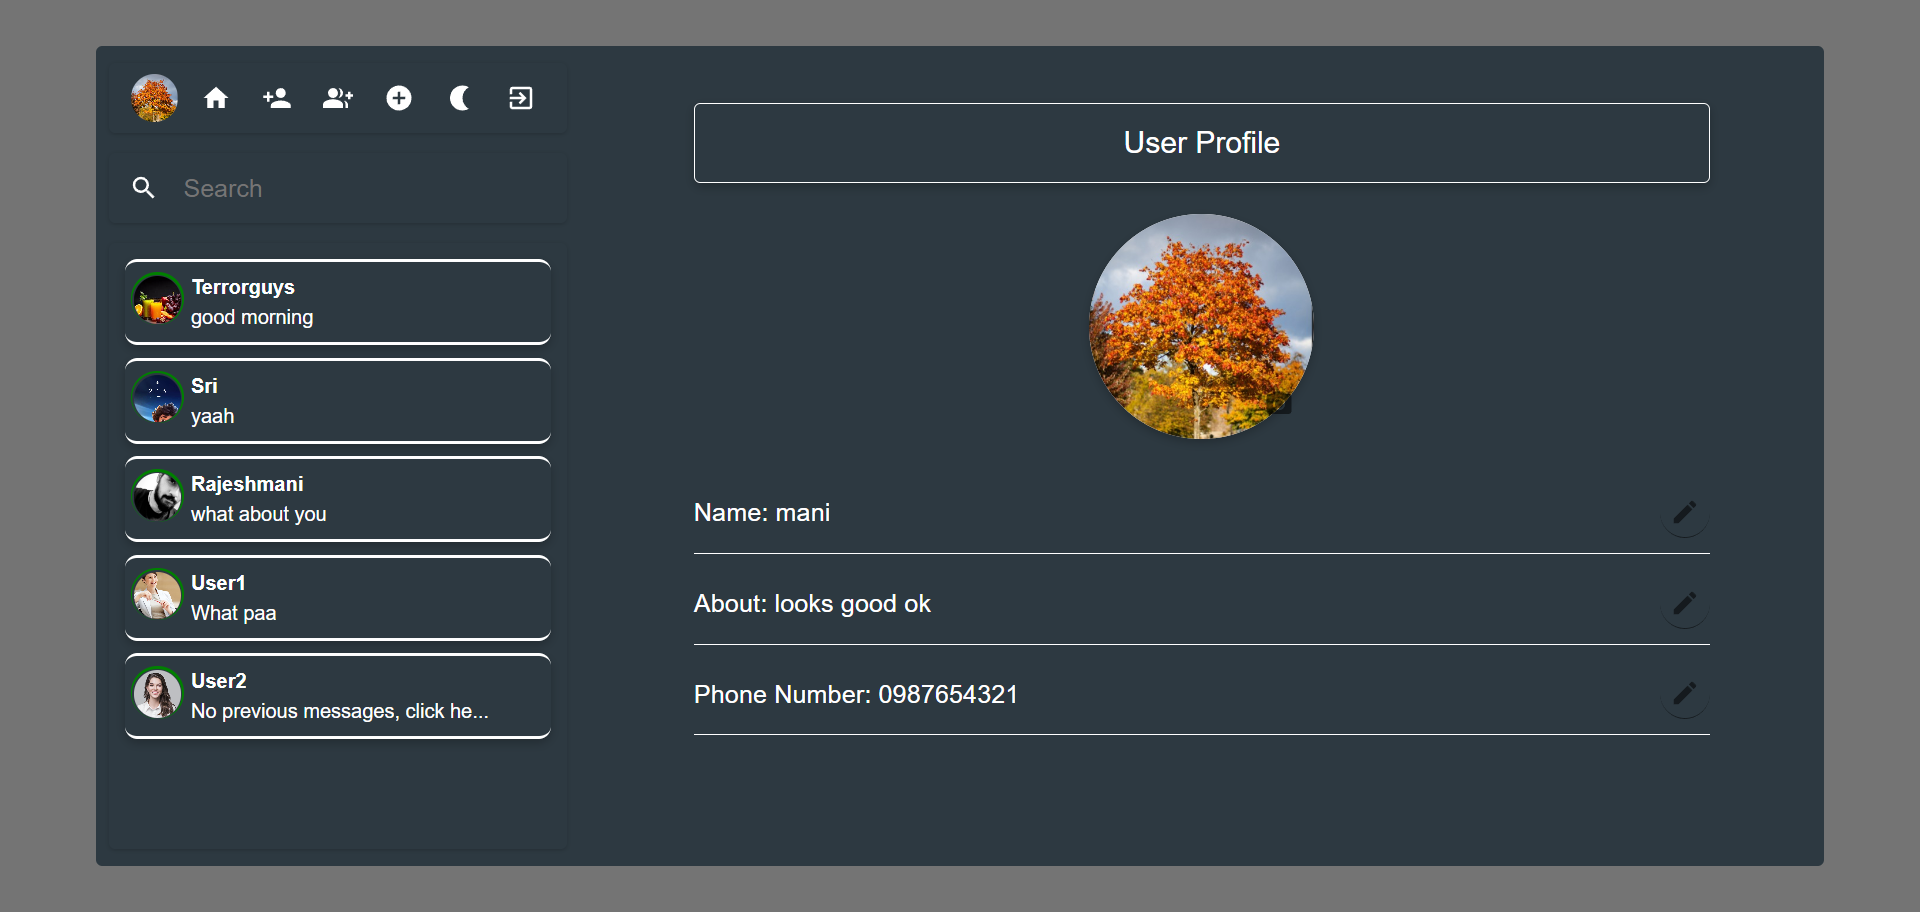 Search
Terrorguys
good morning
Sri
yaah
Rajeshmani
what about you
User1
What paa
User2
No previous messages, click he...
User Profile
Name: mani
About: looks good ok
Phone Number: 0987654321